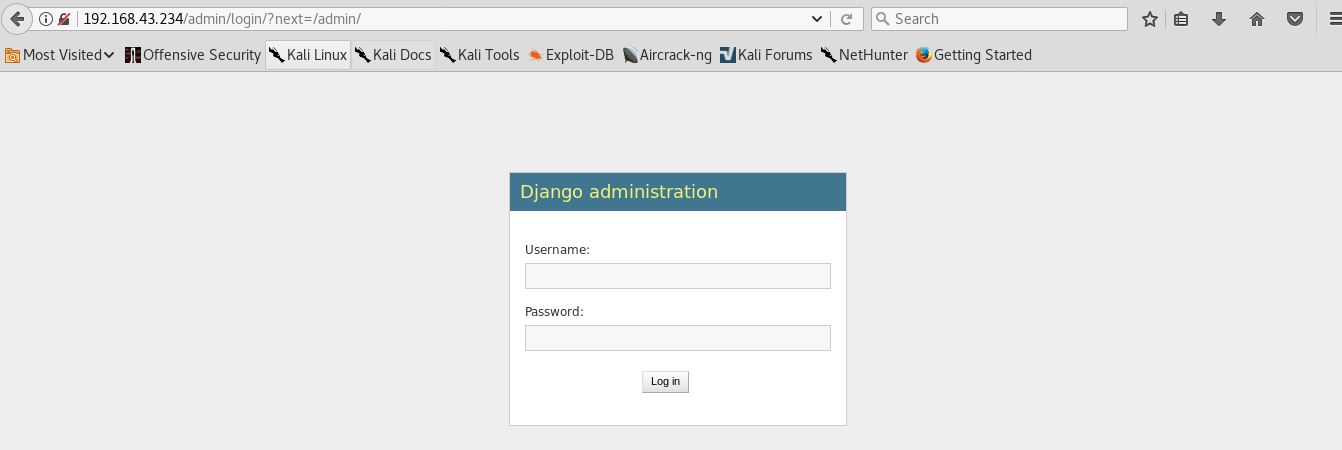 192.168.43.234/admin/login/?next=/admin/ Search
Most Visited Offensive Security Kali Linux Kali Docs Kali Tools Exploit-DB Aircrack-ng Kali Forums NetHunter Getting Started
Django administration
Username:
Password:
Log in